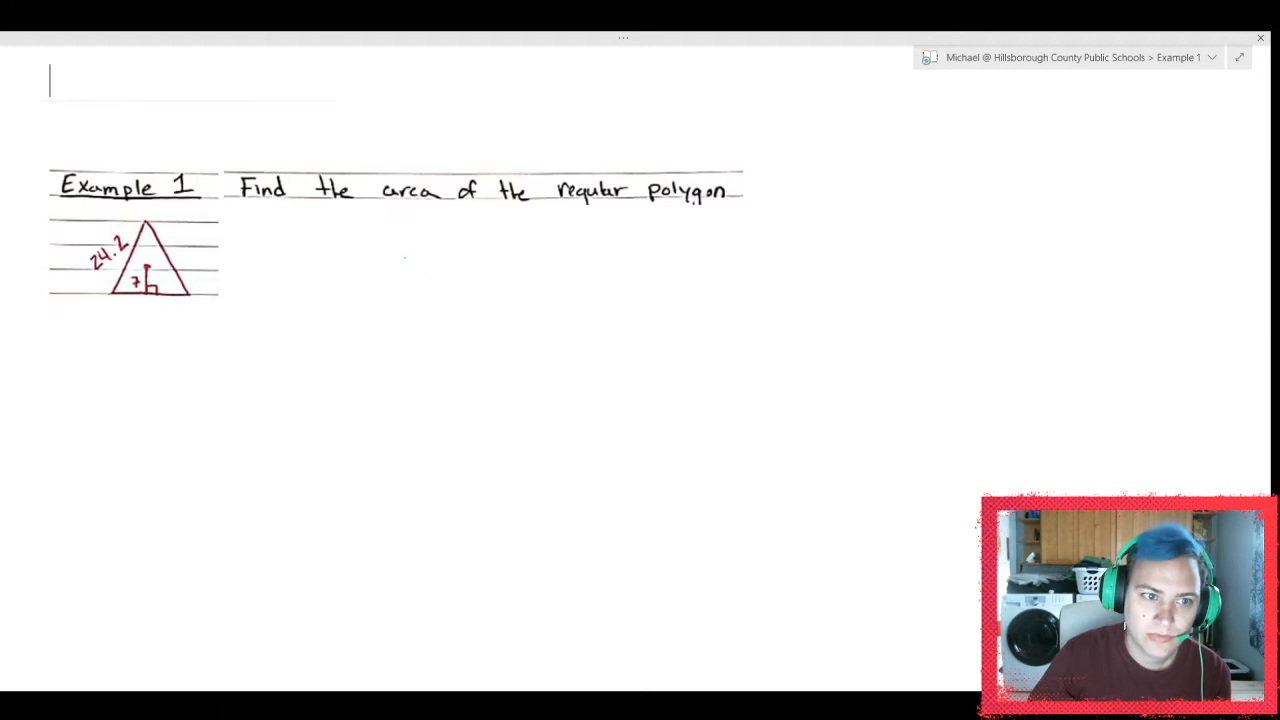 ...
Michael @ Hillsborough County Public Schools > Example 1
Example 1 Find the area of the regular polygon
24.2
7